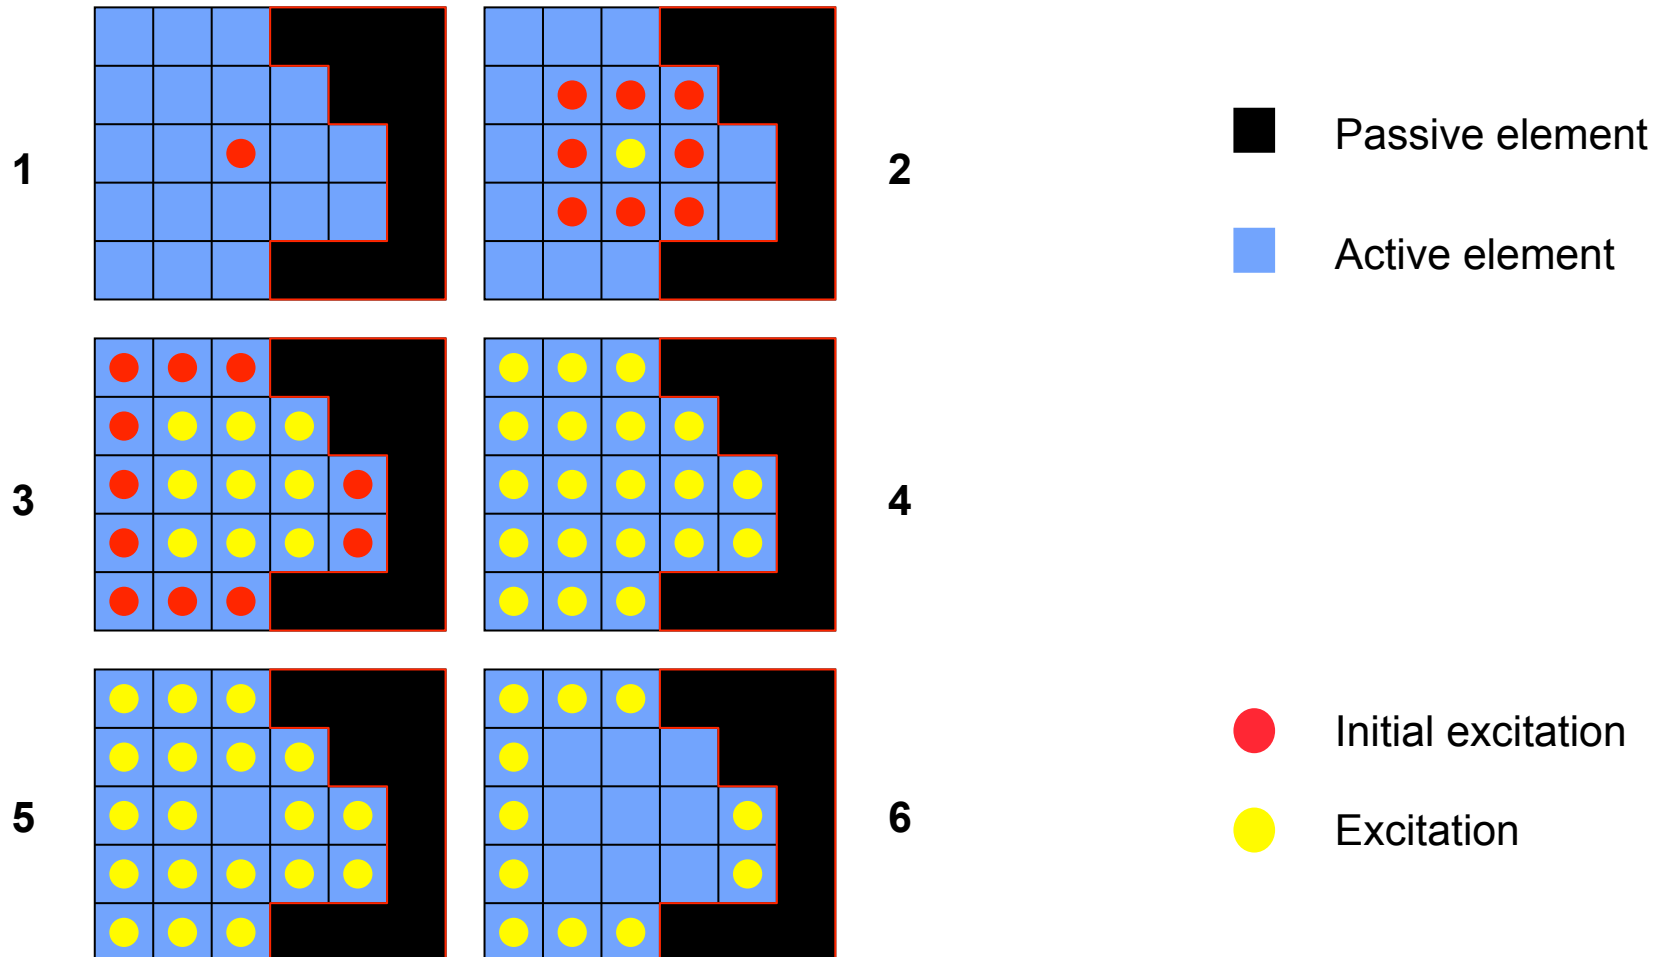 1
2
Passive element
Active element
3
4
5
6
Initial excitation
Excitation